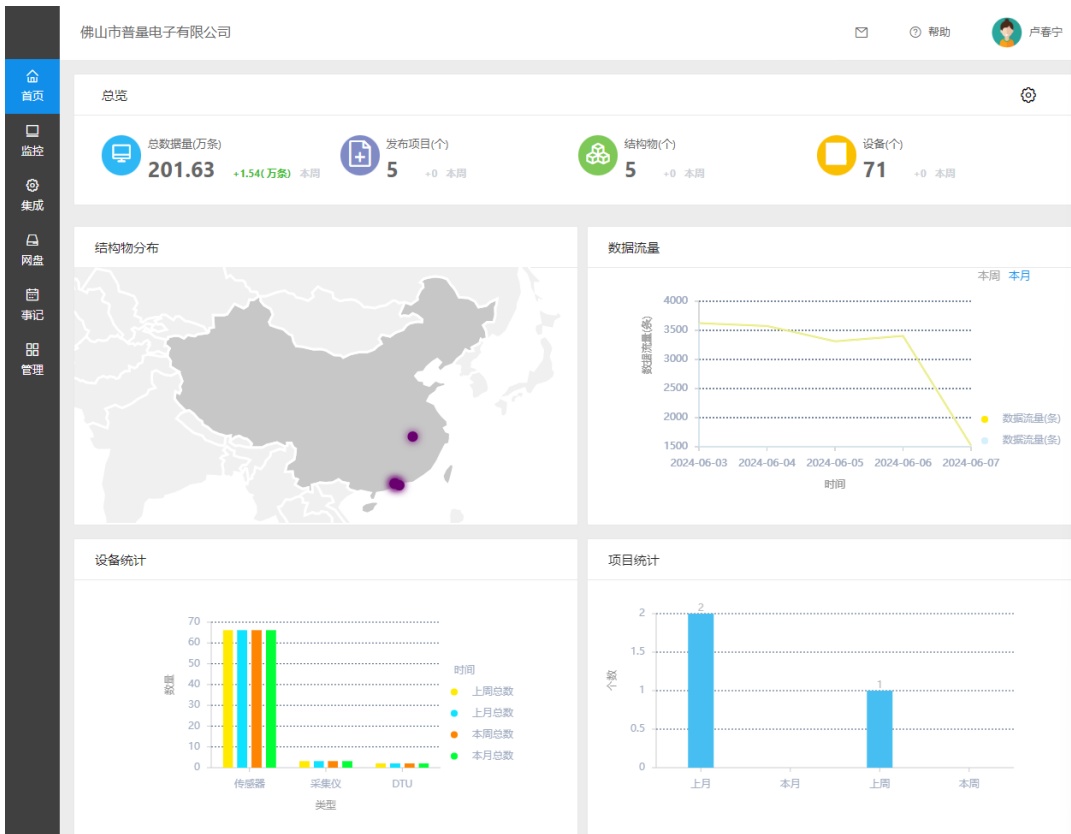 佛山市普量电子有限公司
帮助
卢春宁
首页
监控
集成
网盘
事记
管理
总览
总数据量(万条)
201.63 +1.54(万条) 本周
发布项目(个)
5 +0 本周
结构物(个)
5 +0 本周
设备(个)
71 +0 本周
结构物分布
数据流量
本周 本月
数据流量(条)
4000
3500
3000
2500
2000
1500
2024-06-03 2024-06-04 2024-06-05 2024-06-06 2024-06-07
时间
数据流量(条)
数据流量(条)
设备统计
数量
70
60
50
40
30
20
10
0
传感器 采集仪 DTU
类型
时间
上周总数
上月总数
本周总数
本月总数
项目统计
个数
2
1.5
1
0.5
0
2
1
上月 本月 上周 本周